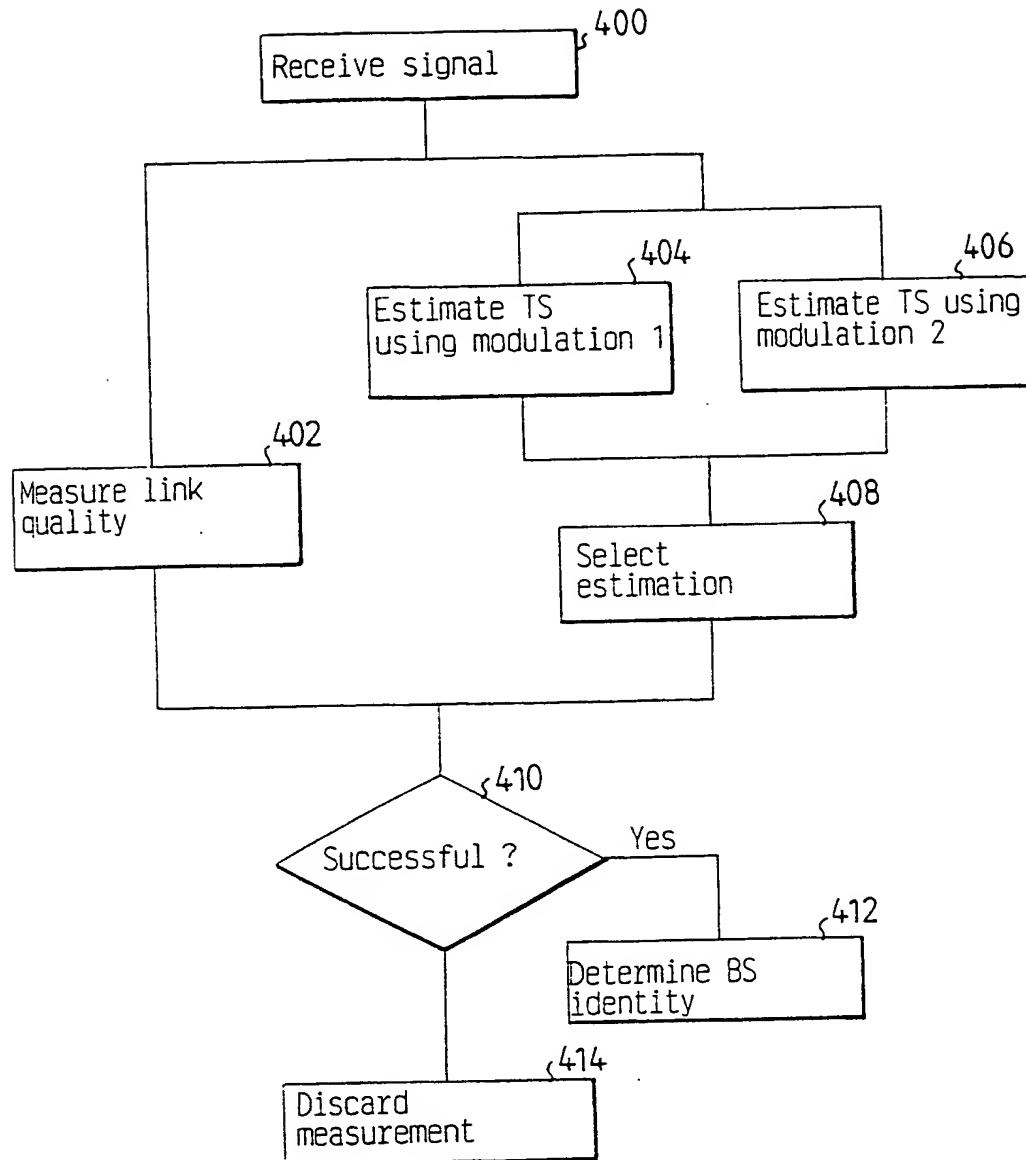 400
Receive signal
404
406
Estimate TS
using modulation 1
Estimate TS using
modulation 2
402
Measure link
quality
408
Select
estimation
410
Successful ?
Yes
412
Determine BS
identity
414
Discard
measurement